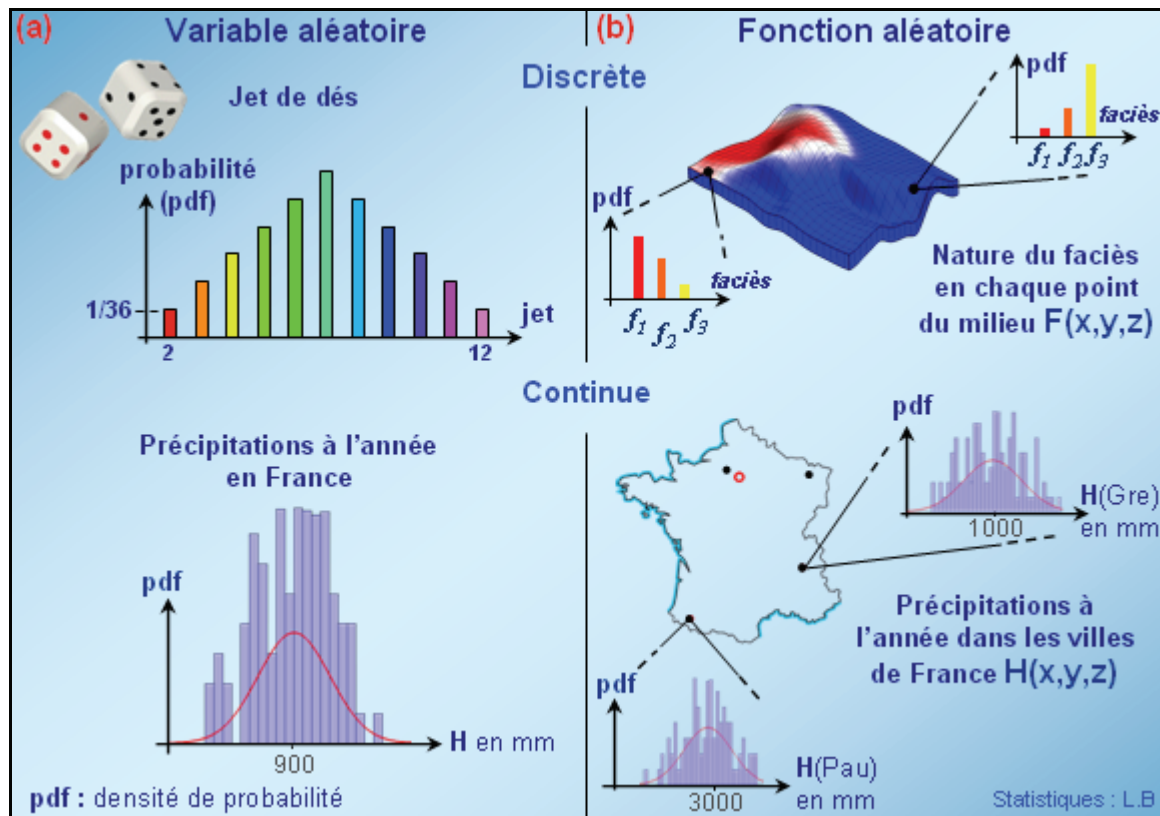 (a)
Variable aléatoire
(b)
Fonction aléatoire
Discrète
Jet de dés
probabilité
(pdf)
1/36
2
12
jet
pdf
faciès
f1 f2 f3
pdf
faciès
f1 f2 f3
Nature du faciès
en chaque point
du milieu F(x,y,z)
Continue
Précipitations à l'année
en France
pdf
900
H en mm
pdf : densité de probabilité
pdf
1000
H(Gre)
en mm
Précipitations à
l'année dans les villes
de France H(x,y,z)
pdf
3000
H(Pau)
en mm
Statistiques : L.B